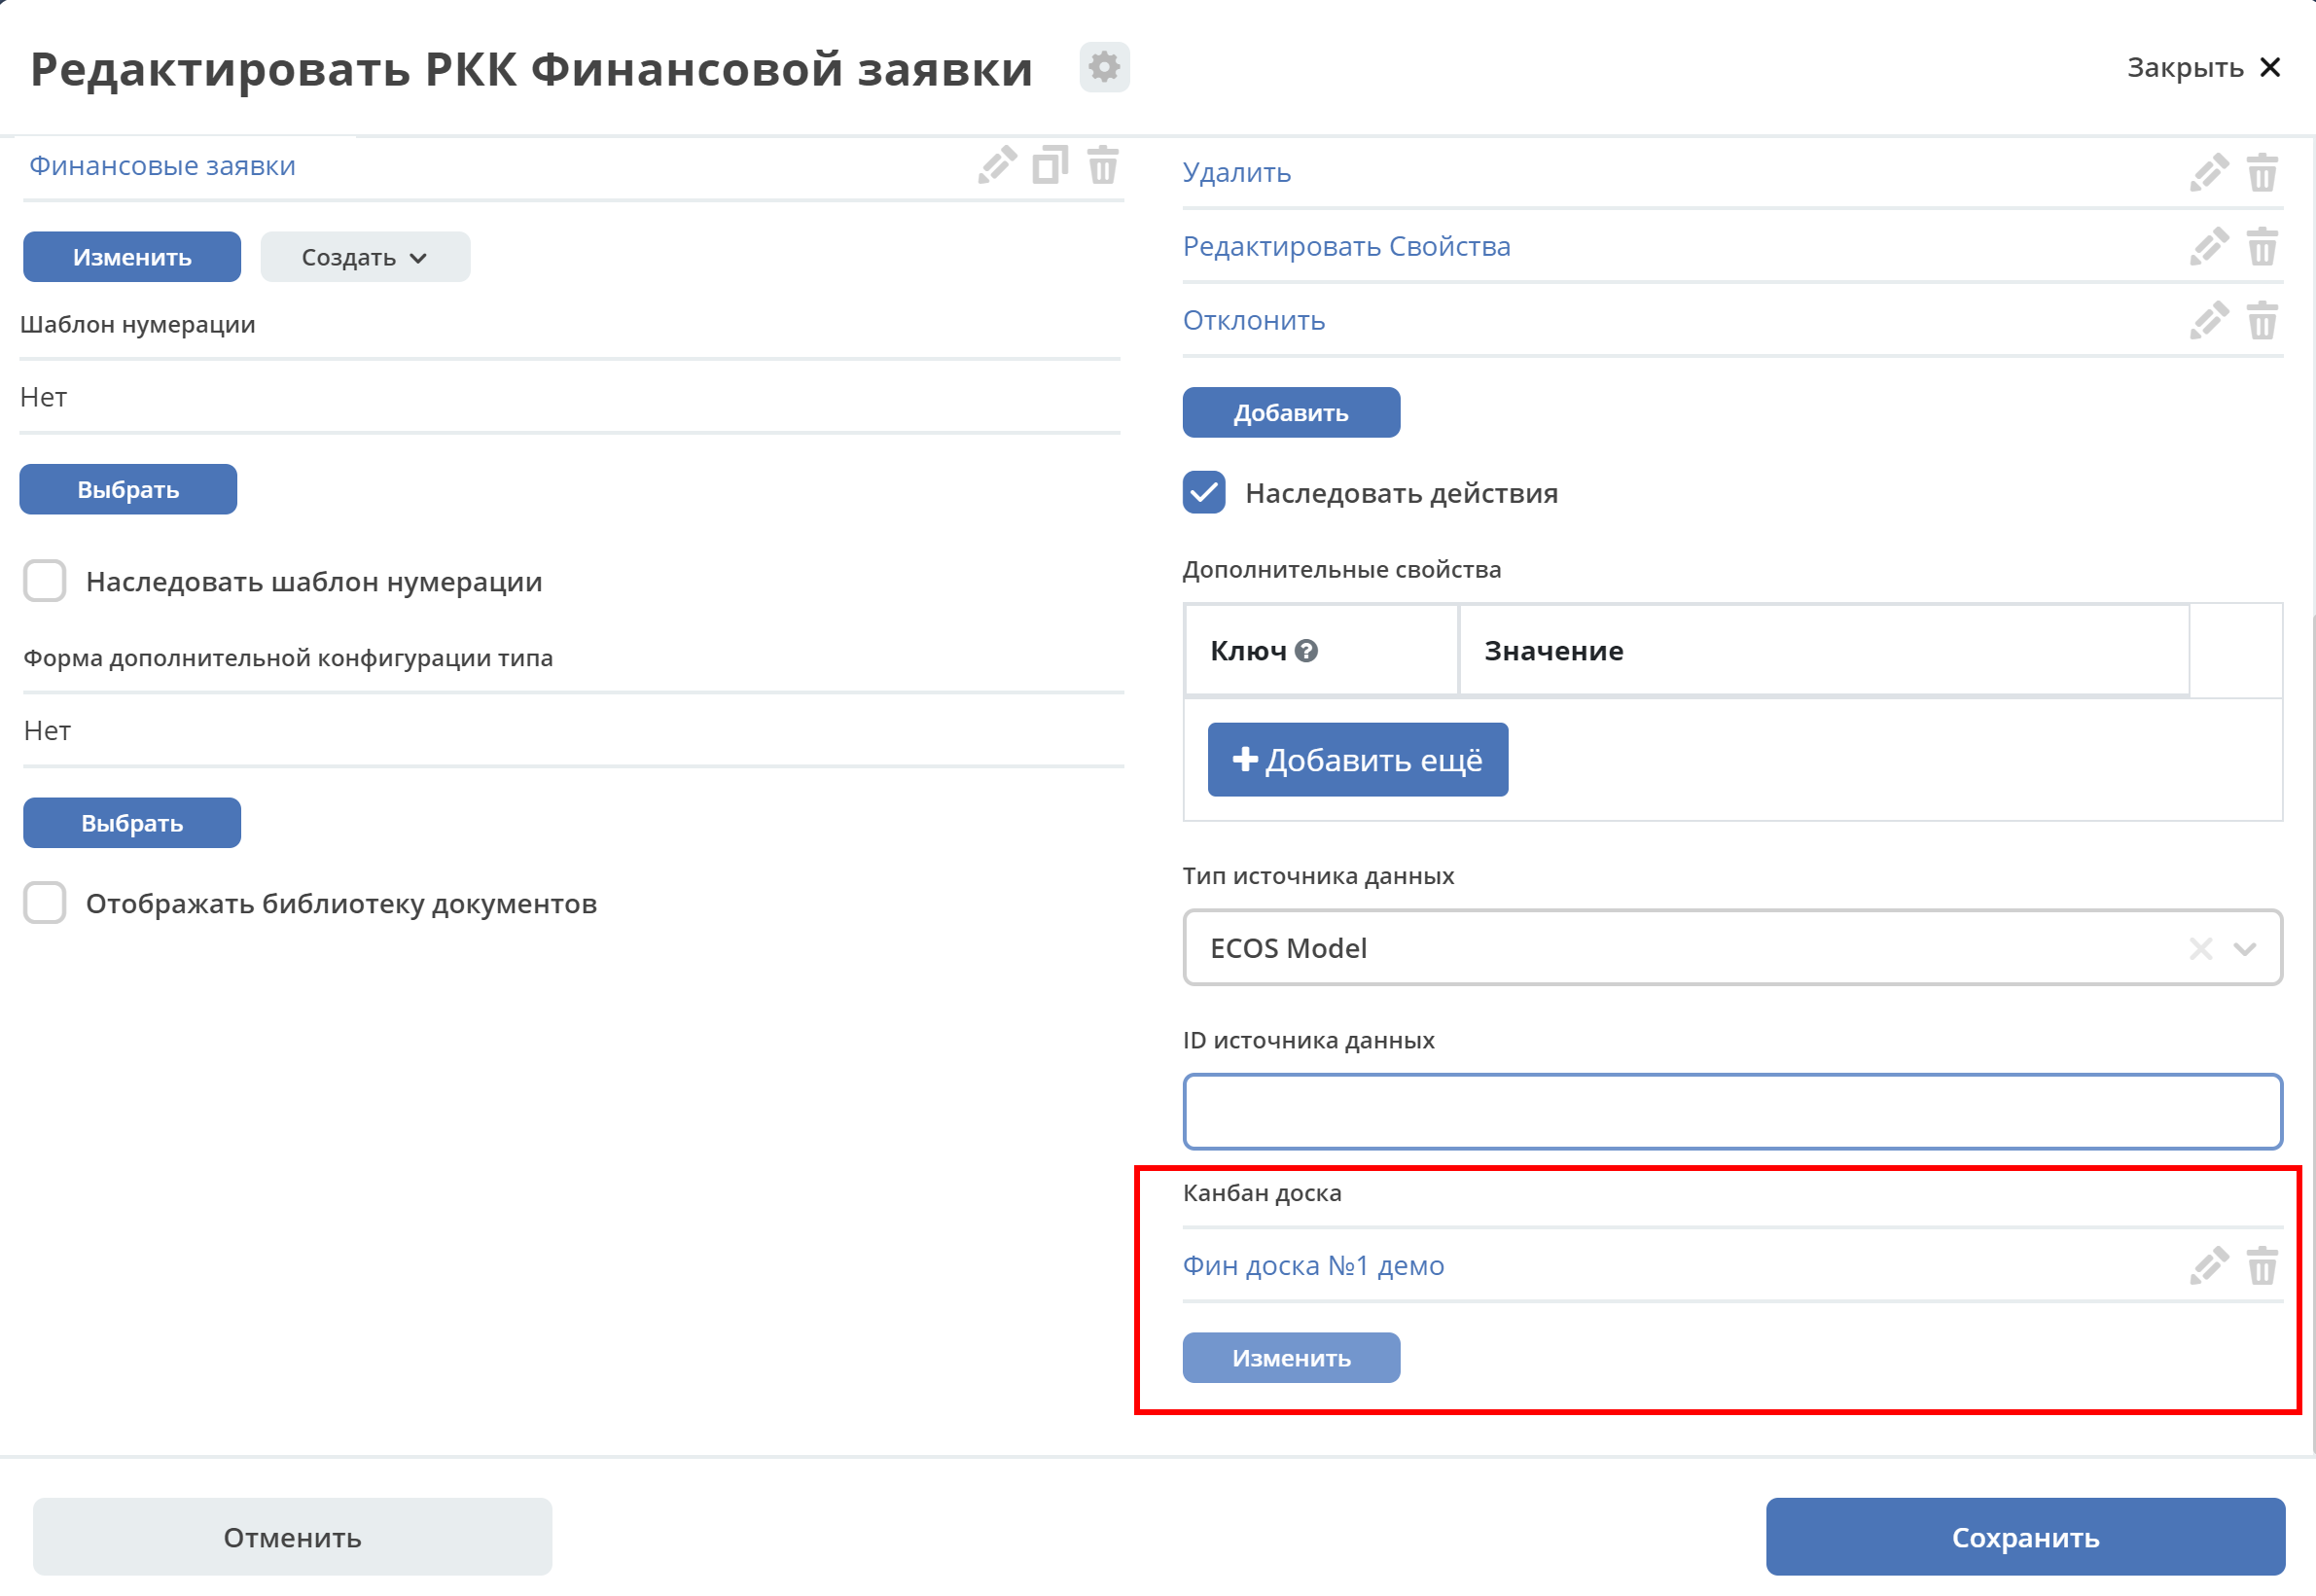 Редактировать РКК Финансовой заявки
Закрыть
Финансовые заявки
Изменить
Создать
Шаблон нумерации
Нет
Выбрать
Наследовать шаблон нумерации
Форма дополнительной конфигурации типа
Нет
Выбрать
Отображать библиотеку документов
Удалить
Редактировать Свойства
Отклонить
Добавить
Наследовать действия
Дополнительные свойства
Ключ ? Значение
Добавить ещё
Тип источника данных
ECOS Model
ID источника данных
Канбан доска
Фин доска №1 демо
Изменить
Отменить
Сохранить